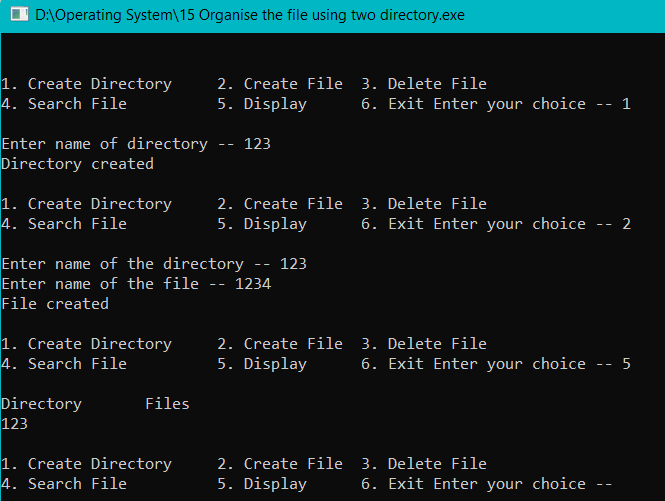 D:\Operating System\15 Organise the file using two directory.exe
1. Create Directory     2. Create File  3. Delete File
4. Search File          5. Display      6. Exit Enter your choice -- 1
Enter name of directory -- 123
Directory created
1. Create Directory     2. Create File  3. Delete File
4. Search File          5. Display      6. Exit Enter your choice -- 2
Enter name of the directory -- 123
Enter name of the file -- 1234
File created
1. Create Directory     2. Create File  3. Delete File
4. Search File          5. Display      6. Exit Enter your choice -- 5
Directory       Files
123
1. Create Directory     2. Create File  3. Delete File
4. Search File          5. Display      6. Exit Enter your choice --